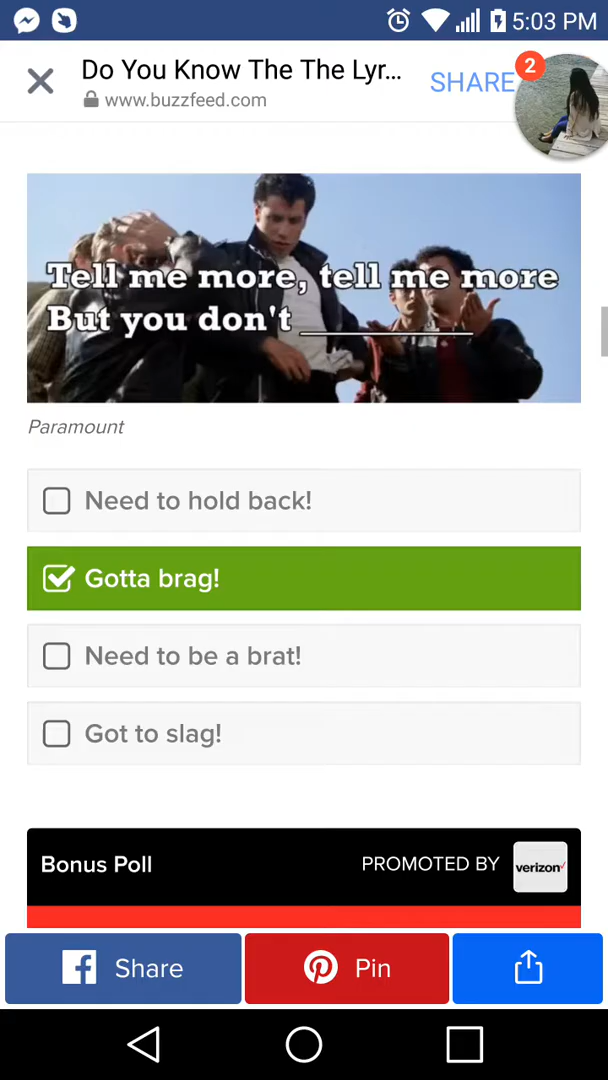 5:03 PM
Do You Know The The Lyr...
SHARE
2
www.buzzfeed.com
Tell me more, tell me more
But you don't __________
Paramount
Need to hold back!
Gotta brag!
Need to be a brat!
Got to slag!
Bonus Poll
PROMOTED BY
verizon
Share
Pin